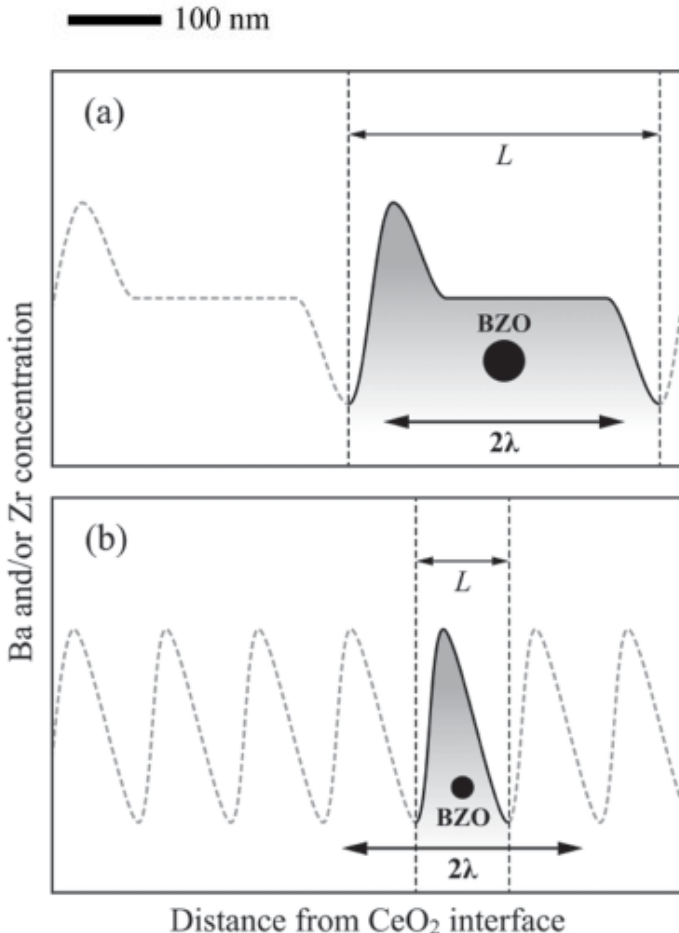 100 nm
(a)
L
BZO
2λ
(b)
L
BZO
2λ
Ba and/or Zr concentration
Distance from CeO₂ interface